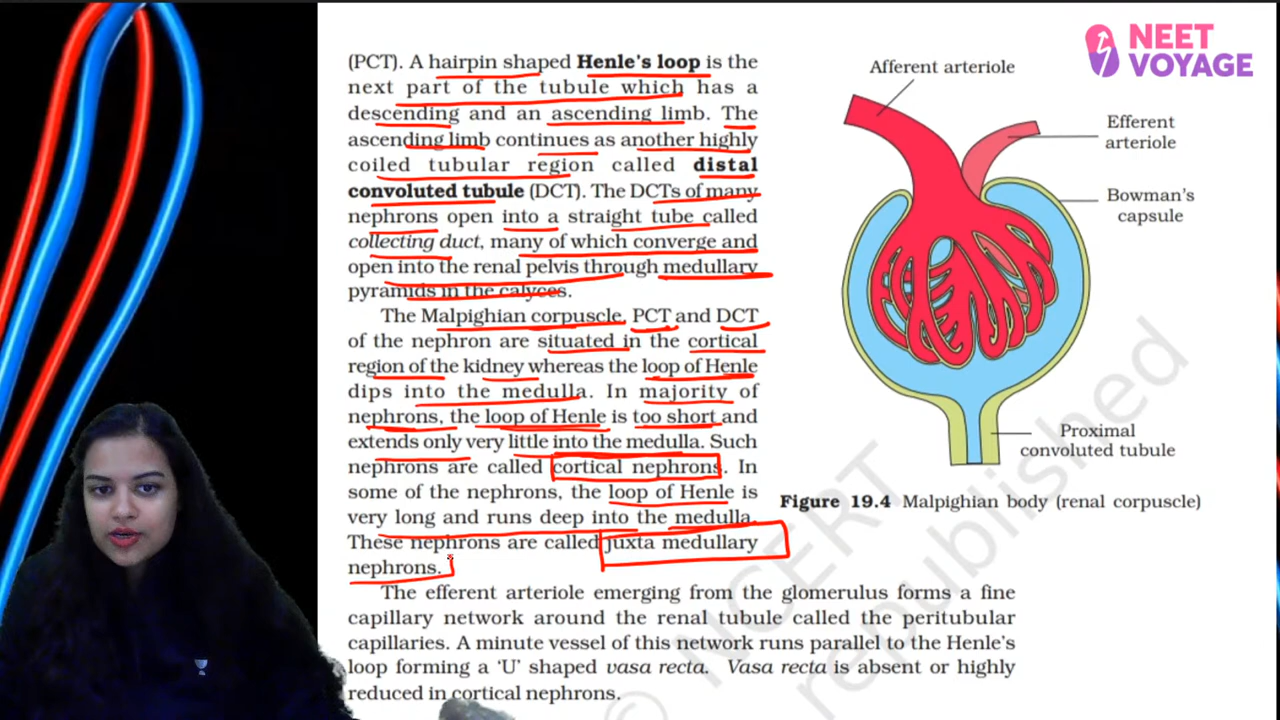 NEET
VOYAGE
(PCT). A hairpin shaped Henle's loop is the
next part of the tubule which has a
descending and an ascending limb. The
ascending limb continues as another highly
coiled tubular region called distal
convoluted tubule (DCT). The DCTs of many
nephrons open into a straight tube called
collecting duct, many of which converge and
open into the renal pelvis through medullary
pyramids in the calyces.
The Malpighian corpuscle, PCT and DCT
of the nephron are situated in the cortical
region of the kidney whereas the loop of Henle
dips into the medulla. In majority of
nephrons, the loop of Henle is too short and
extends only very little into the medulla. Such
nephrons are called cortical nephrons. In
some of the nephrons, the loop of Henle is
very long and runs deep into the medulla.
These nephrons are called juxta medullary
nephrons.
Afferent arteriole
Efferent
arteriole
Bowman's
capsule
Proximal
convoluted tubule
Figure 19.4 Malpighian body (renal corpuscle)
The efferent arteriole emerging from the glomerulus forms a fine
capillary network around the renal tubule called the peritubular
capillaries. A minute vessel of this network runs parallel to the Henle's
loop forming a 'U' shaped vasa recta. Vasa recta is absent or highly
reduced in cortical nephrons.
© NCERT
republished